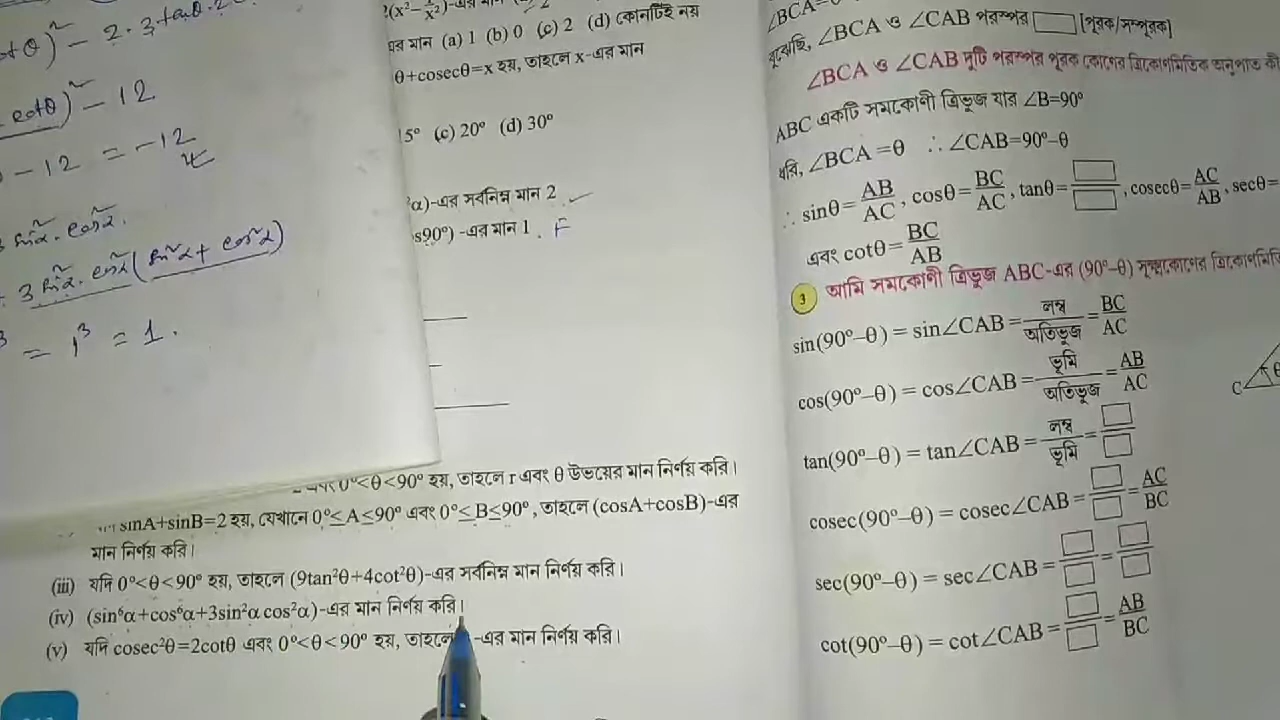 θ)² − 2·3 tanθ·2
cotθ)² − 12
− 12 = −12
3 sin²α. cos²α.
3 sin²α. cos²α (sin²α + cos²α)
= 1³ = 1.
এর মান (a) 1 (b) 0 (c) 2 (d) কোনটিই নয়
θ+cosecθ=x হয়, তাহলে x-এর মান
5° (c) 20° (d) 30°
²α)-এর সর্বনিম্ন মান 2
s90°) -এর মান 1 . F
0°<θ<90° হয়, তাহলে r এবং θ উভয়ের মান নির্ণয় করি।
sinA+sinB=2 হয়, যেখানে 0°≤A≤90° এবং 0°≤B≤90°, তাহলে (cosA+cosB)-এর
মান নির্ণয় করি।
(iii) যদি 0°<θ<90° হয়, তাহলে (9tan²θ+4cot²θ)-এর সর্বনিম্ন মান নির্ণয় করি।
(iv) (sin⁶α+cos⁶α+3sin²α cos²α)-এর মান নির্ণয় করি।
(v) যদি cosec²θ=2cotθ এবং 0°<θ<90° হয়, তাহলে -এর মান নির্ণয় করি।
∠BCA=
বুঝেছি, ∠BCA ও ∠CAB পরস্পর □ [পূরক/সম্পূরক]
∠BCA ও ∠CAB দুটি পরস্পর পূরক কোণের ত্রিকোণমিতিক অনুপাত কী
ABC একটি সমকোণী ত্রিভুজ যার ∠B=90°
ধরি, ∠BCA =θ ∴ ∠CAB=90°−θ
∴ sinθ= AB/AC , cosθ= BC/AC , tanθ= □/□ , cosecθ= AC/AB , secθ=
এবং cotθ= BC/AB
3 আমি সমকোণী ত্রিভুজ ABC-এর (90°−θ) সূক্ষ্মকোণের ত্রিকোণমিতি
sin(90°−θ) = sin∠CAB= লম্ব/অতিভুজ = BC/AC
cos(90°−θ) = cos∠CAB= ভূমি/অতিভুজ = AB/AC
tan(90°−θ) = tan∠CAB = লম্ব/ভূমি = □/□
cosec(90°−θ) = cosec∠CAB = □/□ = AC/BC
sec(90°−θ) = sec∠CAB = □/□ = □/□
cot(90°−θ) = cot∠CAB = □/□ = AB/BC
C
θ